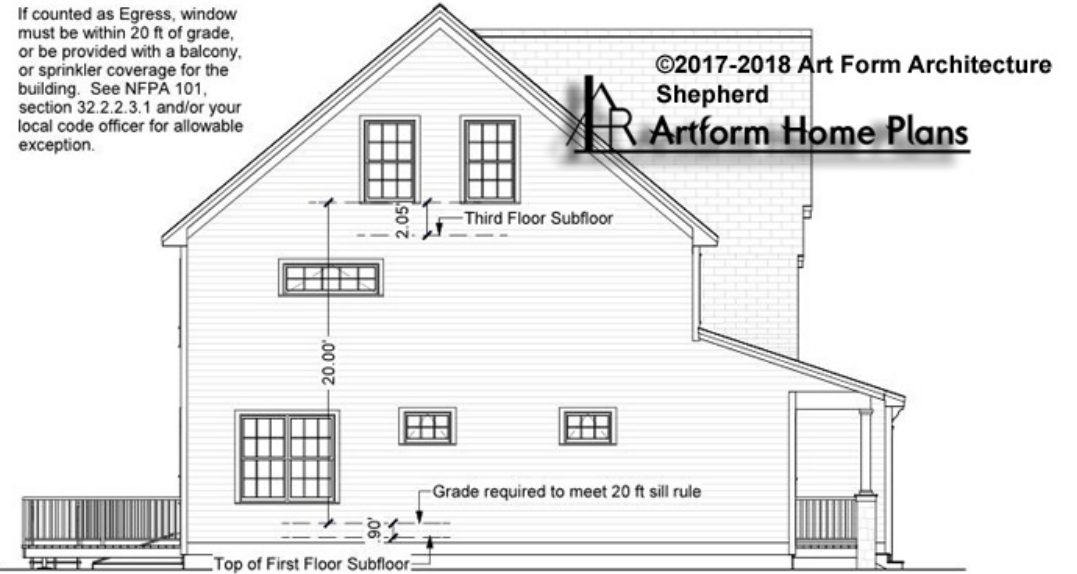 If counted as Egress, window
must be within 20 ft of grade,
or be provided with a balcony,
or sprinkler coverage for the
building.  See NFPA 101,
section 32.2.2.3.1 and/or your
local code officer for allowable
exception.
©2017-2018 Art Form Architecture
Shepherd
AR
Artform Home Plans
2.05'
Third Floor Subfloor
20.00'
Grade required to meet 20 ft sill rule
.90'
Top of First Floor Subfloor